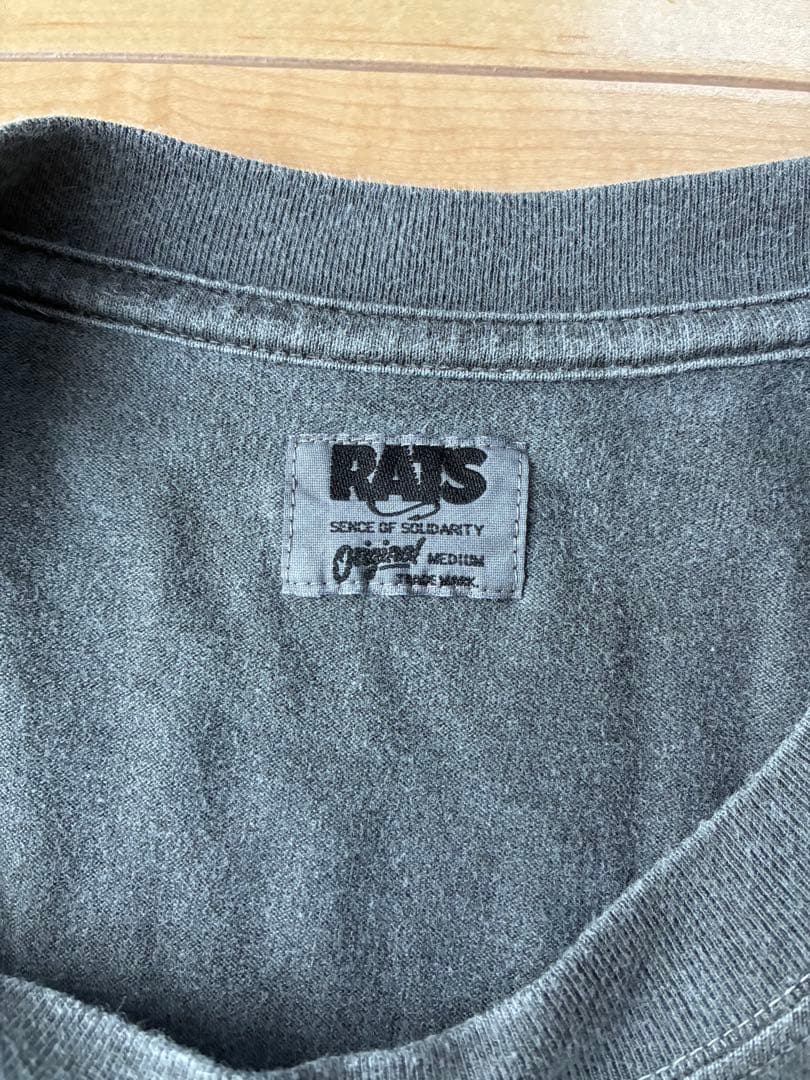 RATS
SENCE OF SOLIDARITY
Original MEDIUM
TRADE MARK.